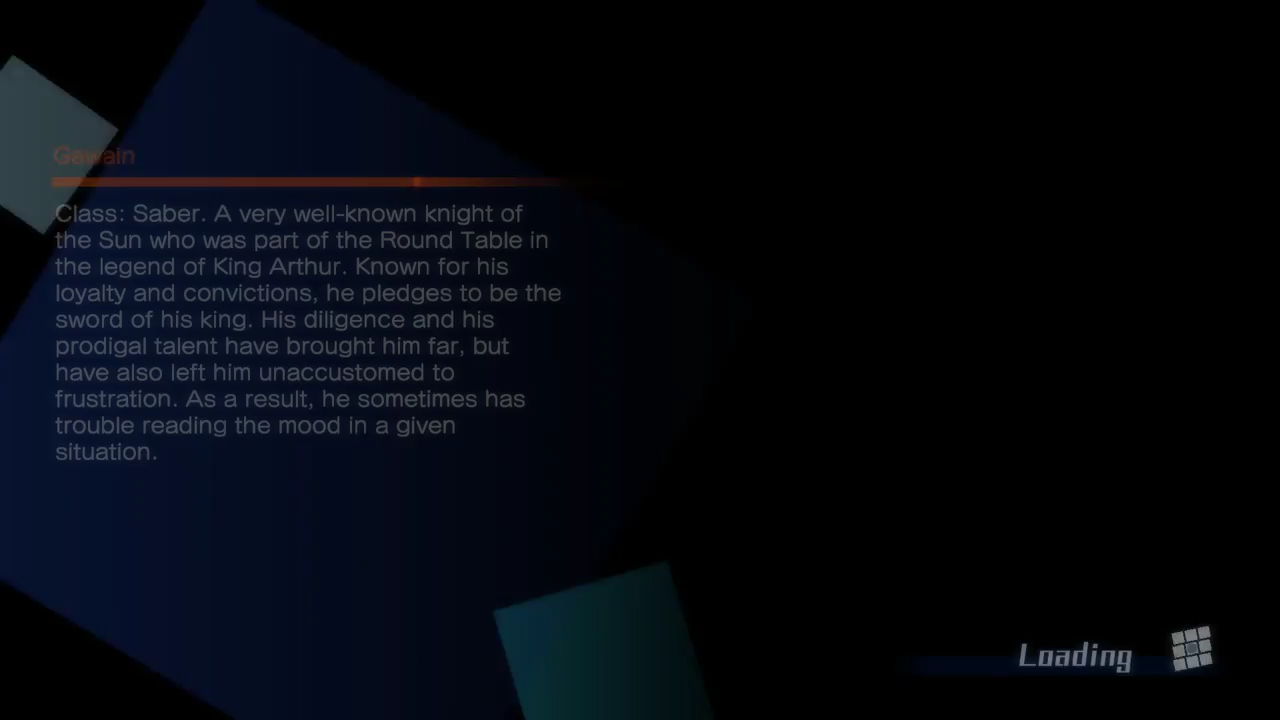 Gawain
Class: Saber. A very well-known knight of
the Sun who was part of the Round Table in
the legend of King Arthur. Known for his
loyalty and convictions, he pledges to be the
sword of his king. His diligence and his
prodigal talent have brought him far, but
have also left him unaccustomed to
frustration. As a result, he sometimes has
trouble reading the mood in a given
situation.
Loading